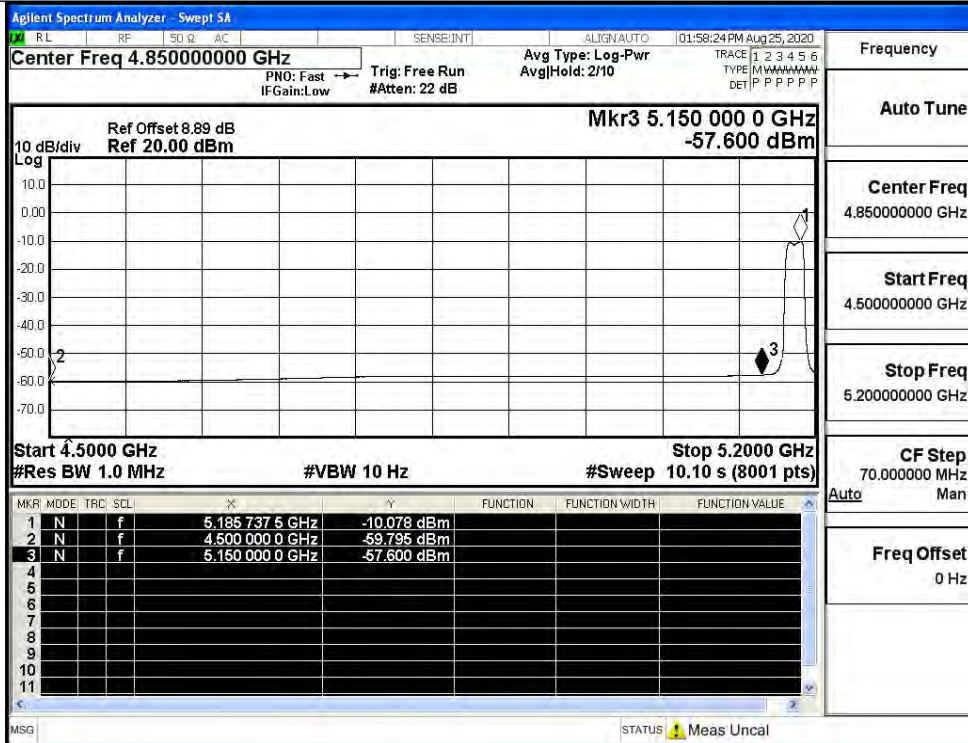 Agilent Spectrum Analyzer - Swept SA
LXI RL RF 50 Ω AC SENSE:INT ALIGN AUTO 01:58:24 PM Aug 25, 2020
Center Freq 4.850000000 GHz
PNO: Fast
IFGain:Low
Trig: Free Run
#Atten: 22 dB
Avg Type: Log-Pwr
Avg|Hold: 2/10
TRACE 1 2 3 4 5 6
TYPE M W W W W W
DET P P P P P P
Frequency
Auto Tune
Center Freq
4.850000000 GHz
Start Freq
4.500000000 GHz
Stop Freq
5.200000000 GHz
CF Step
70.000000 MHz
Auto Man
Freq Offset
0 Hz
Mkr3 5.150 000 0 GHz
-57.600 dBm
Ref Offset 8.89 dB
10 dB/div Ref 20.00 dBm
Log
10.0
0.00
-10.0
-20.0
-30.0
-40.0
-50.0
-60.0
-70.0
1
2
3
Start 4.5000 GHz Stop 5.2000 GHz
#Res BW 1.0 MHz #VBW 10 Hz #Sweep 10.10 s (8001 pts)
MKR MODE TRC SCL X Y FUNCTION FUNCTION WIDTH FUNCTION VALUE
1 N f 5.185 737 5 GHz -10.078 dBm
2 N f 4.500 000 0 GHz -59.795 dBm
3 N f 5.150 000 0 GHz -57.600 dBm
4
5
6
7
8
9
10
11
MSG STATUS Meas Uncal